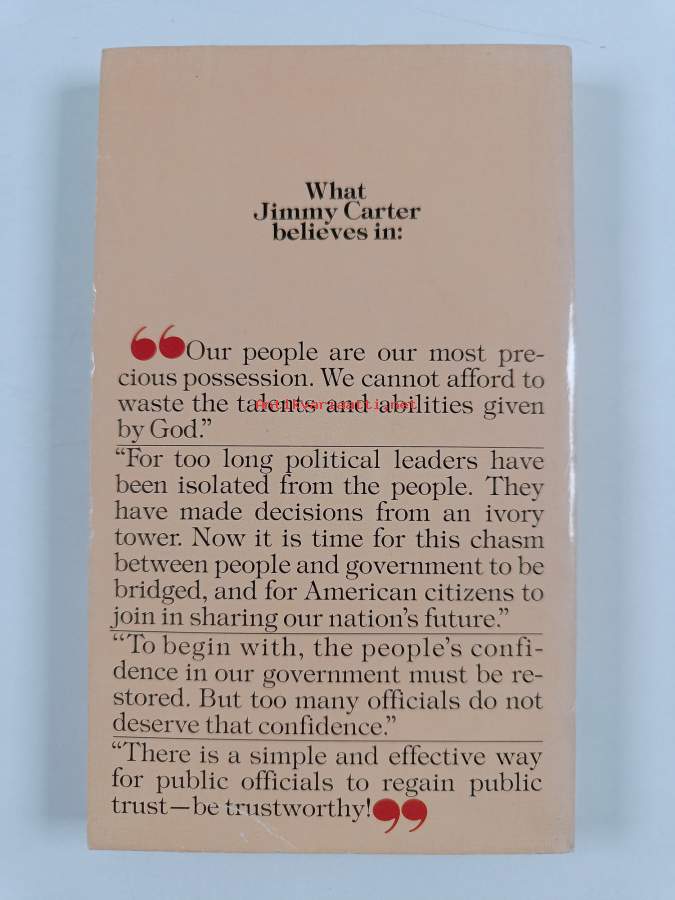 What
Jimmy Carter
believes in:
❝Our people are our most pre-
cious possession. We cannot afford to
waste the talents and abilities given
Antikvariaatti.net
by God.”
“For too long political leaders have
been isolated from the people. They
have made decisions from an ivory
tower. Now it is time for this chasm
between people and government to be
bridged, and for American citizens to
join in sharing our nation’s future.”
“To begin with, the people’s confi-
dence in our government must be re-
stored. But too many officials do not
deserve that confidence.”
“There is a simple and effective way
for public officials to regain public
trust—be trustworthy!❞